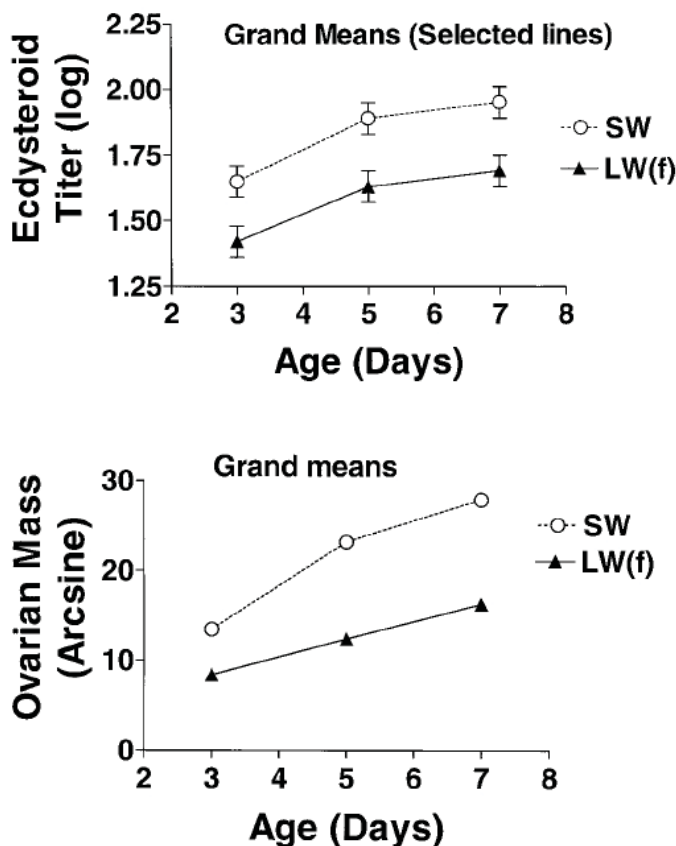 Grand Means (Selected lines)
Ecdysteroid
Titer (log)
2.25
2.00
1.75
1.50
1.25
2 3 4 5 6 7 8
Age (Days)
SW
LW(f)
Grand means
Ovarian Mass
(Arcsine)
30
20
10
0
2 3 4 5 6 7 8
Age (Days)
SW
LW(f)